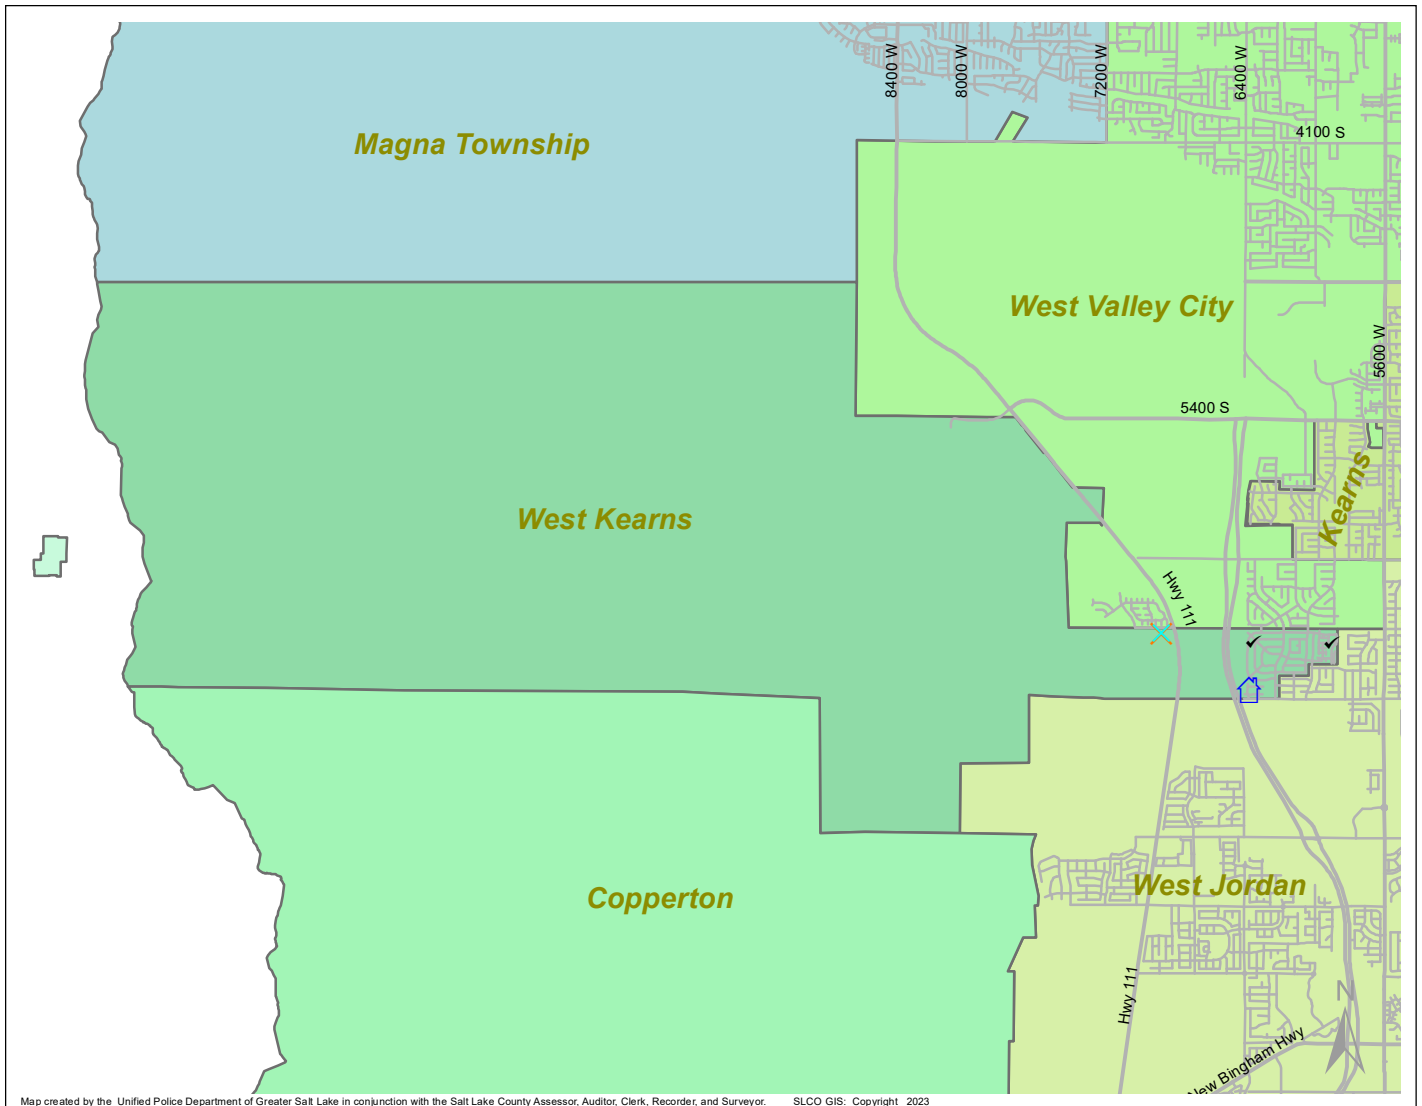 8400 W
8000 W
7200 W
6400 W
4100 S
Magna Township
West Valley City
5600 W
5400 S
Kearns
West Kearns
Hwy 111
West Jordan
Copperton
Hwy 111
N
New Bingham Hwy
Map created by the Unified Police Department of Greater Salt Lake in conjunction with the Salt Lake County Assessor, Auditor, Clerk, Recorder, and Surveyor. SLCO GIS: Copyright 2023